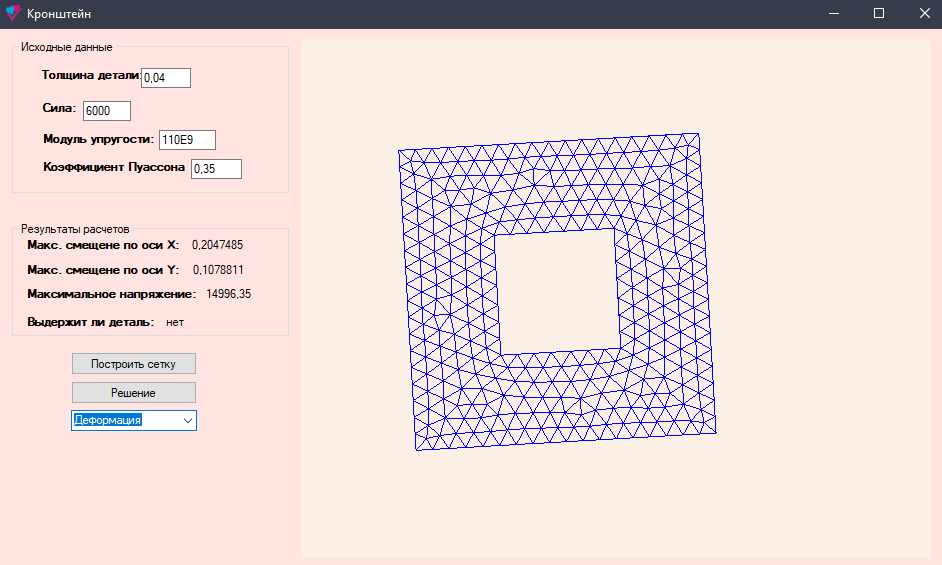 Кронштейн
Исходные данные
Толщина детали: 0,04
Сила: 6000
Модуль упругости: 110E9
Коэффициент Пуассона 0,35
Результаты расчетов
Макс. смещене по оси X: 0,2047485
Макс. смещене по оси Y: 0,1078811
Максимальное напряжение: 14996,35
Выдержит ли деталь: нет
Построить сетку
Решение
Деформация